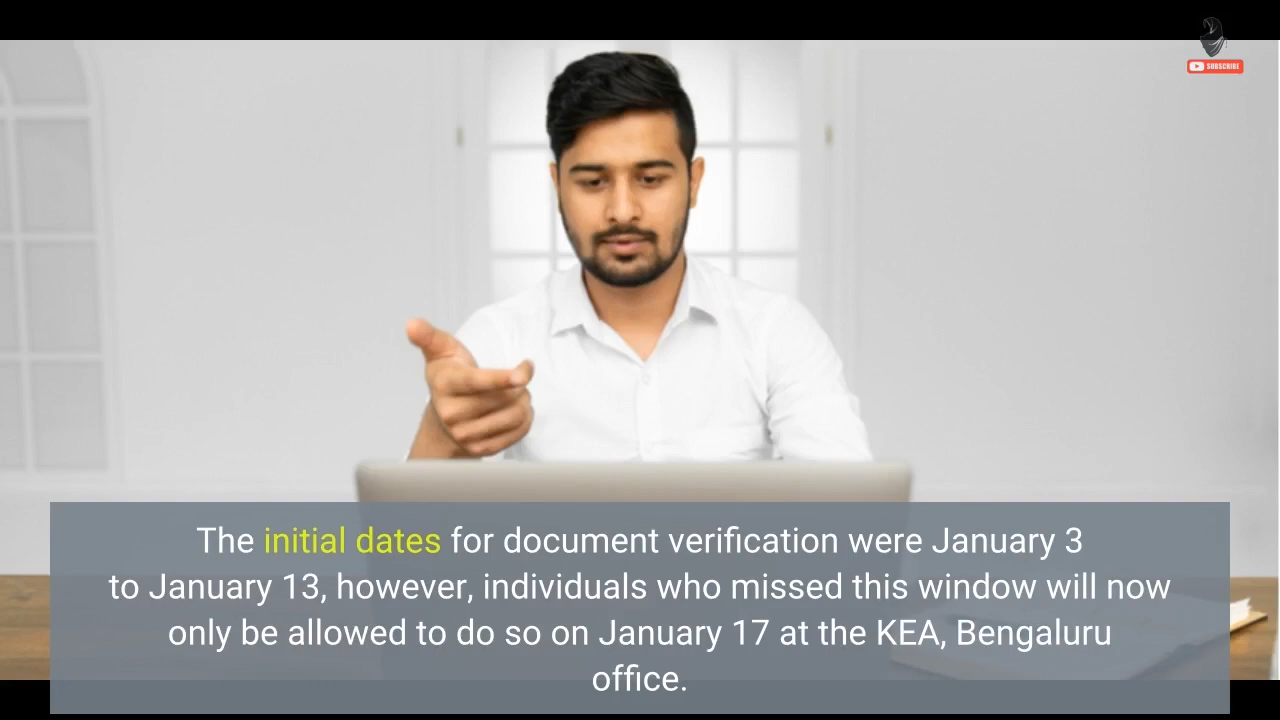 SUBSCRIBE
The initial dates for document verification were January 3
to January 13, however, individuals who missed this window will now
only be allowed to do so on January 17 at the KEA, Bengaluru
office.